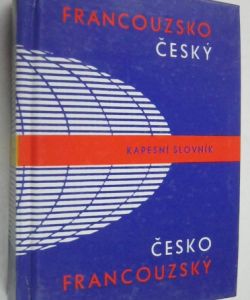 FRANCOUZSKO
ČESKÝ
KAPESNÍ SLOVNÍK
ČESKO
FRANCOUZSKÝ